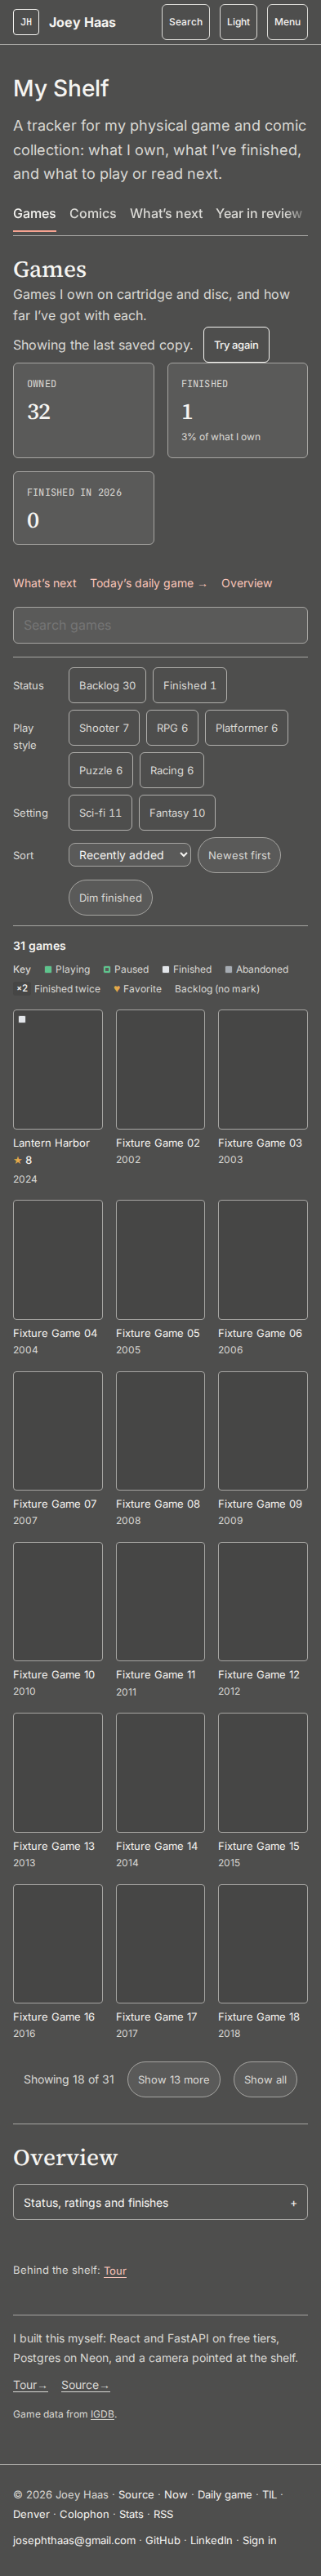 JH Joey Haas Search Light Menu
My Shelf
A tracker for my physical game and comic
collection: what I own, what I've finished,
and what to play or read next.
Games Comics What's next Year in review
Games
Games I own on cartridge and disc, and how
far I've got with each.
Showing the last saved copy. Try again
OWNED
32
FINISHED
1
3% of what I own
FINISHED IN 2026
0
What's next Today's daily game → Overview
Search games
Status Backlog 30 Finished 1
Play style Shooter 7 RPG 6 Platformer 6
Puzzle 6 Racing 6
Setting Sci-fi 11 Fantasy 10
Sort Recently added Newest first
Dim finished
31 games
Key Playing Paused Finished Abandoned
×2 Finished twice ♥ Favorite Backlog (no mark)
Lantern Harbor
★ 8
2024
Fixture Game 02
2002
Fixture Game 03
2003
Fixture Game 04
2004
Fixture Game 05
2005
Fixture Game 06
2006
Fixture Game 07
2007
Fixture Game 08
2008
Fixture Game 09
2009
Fixture Game 10
2010
Fixture Game 11
2011
Fixture Game 12
2012
Fixture Game 13
2013
Fixture Game 14
2014
Fixture Game 15
2015
Fixture Game 16
2016
Fixture Game 17
2017
Fixture Game 18
2018
Showing 18 of 31 Show 13 more Show all
Overview
Status, ratings and finishes +
Behind the shelf: Tour
I built this myself: React and FastAPI on free tiers,
Postgres on Neon, and a camera pointed at the shelf.
Tour→ Source→
Game data from IGDB.
© 2026 Joey Haas · Source · Now · Daily game · TIL ·
Denver · Colophon · Stats · RSS
josephthaas@gmail.com · GitHub · LinkedIn · Sign in